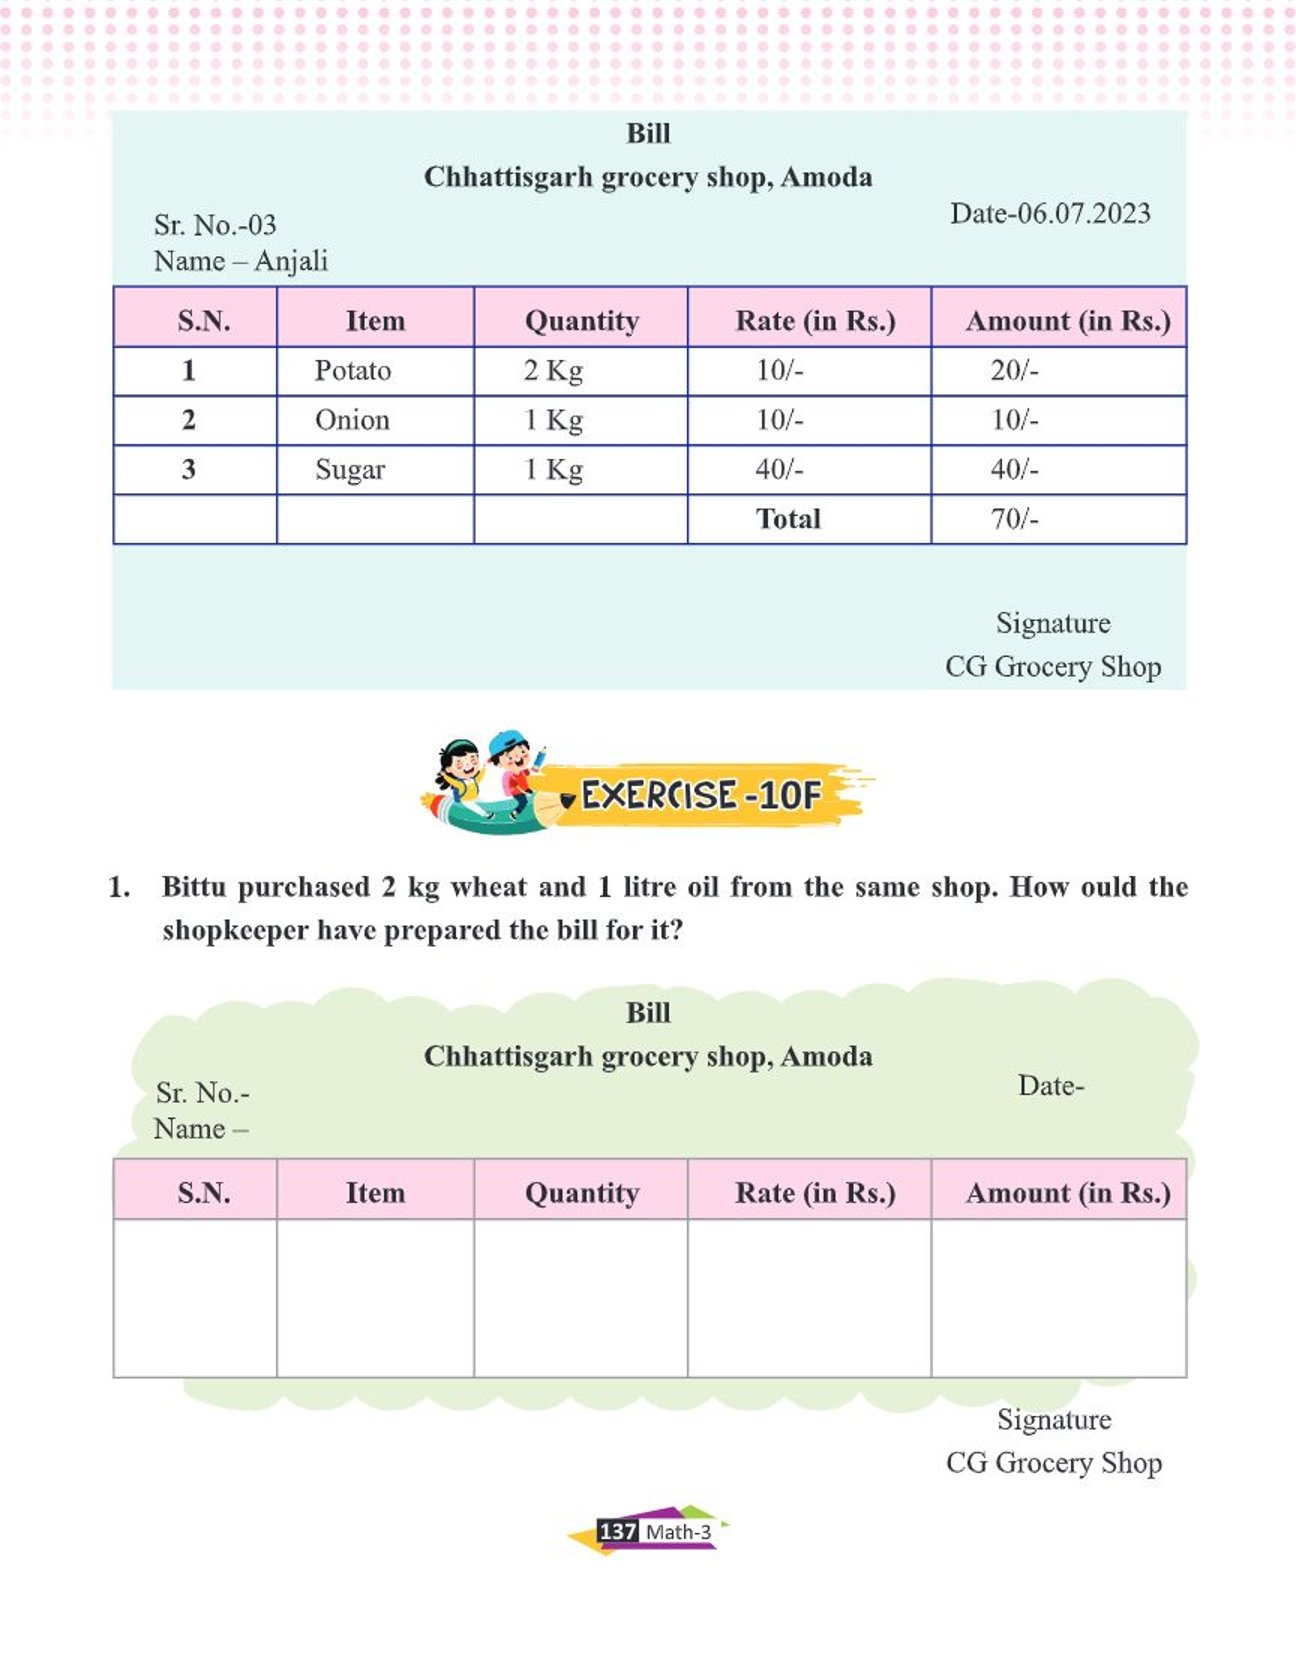 Bill
Chhattisgarh grocery shop, Amoda
Sr. No.-03
Date-06.07.2023
Name – Anjali
S.N. Item Quantity Rate (in Rs.) Amount (in Rs.)
1 Potato 2 Kg 10/- 20/-
2 Onion 1 Kg 10/- 10/-
3 Sugar 1 Kg 40/- 40/-
Total 70/-
Signature
CG Grocery Shop
EXERCISE -10F
1. Bittu purchased 2 kg wheat and 1 litre oil from the same shop. How ould the
shopkeeper have prepared the bill for it?
Bill
Chhattisgarh grocery shop, Amoda
Sr. No.-
Date-
Name –
S.N. Item Quantity Rate (in Rs.) Amount (in Rs.)
Signature
CG Grocery Shop
137 Math-3